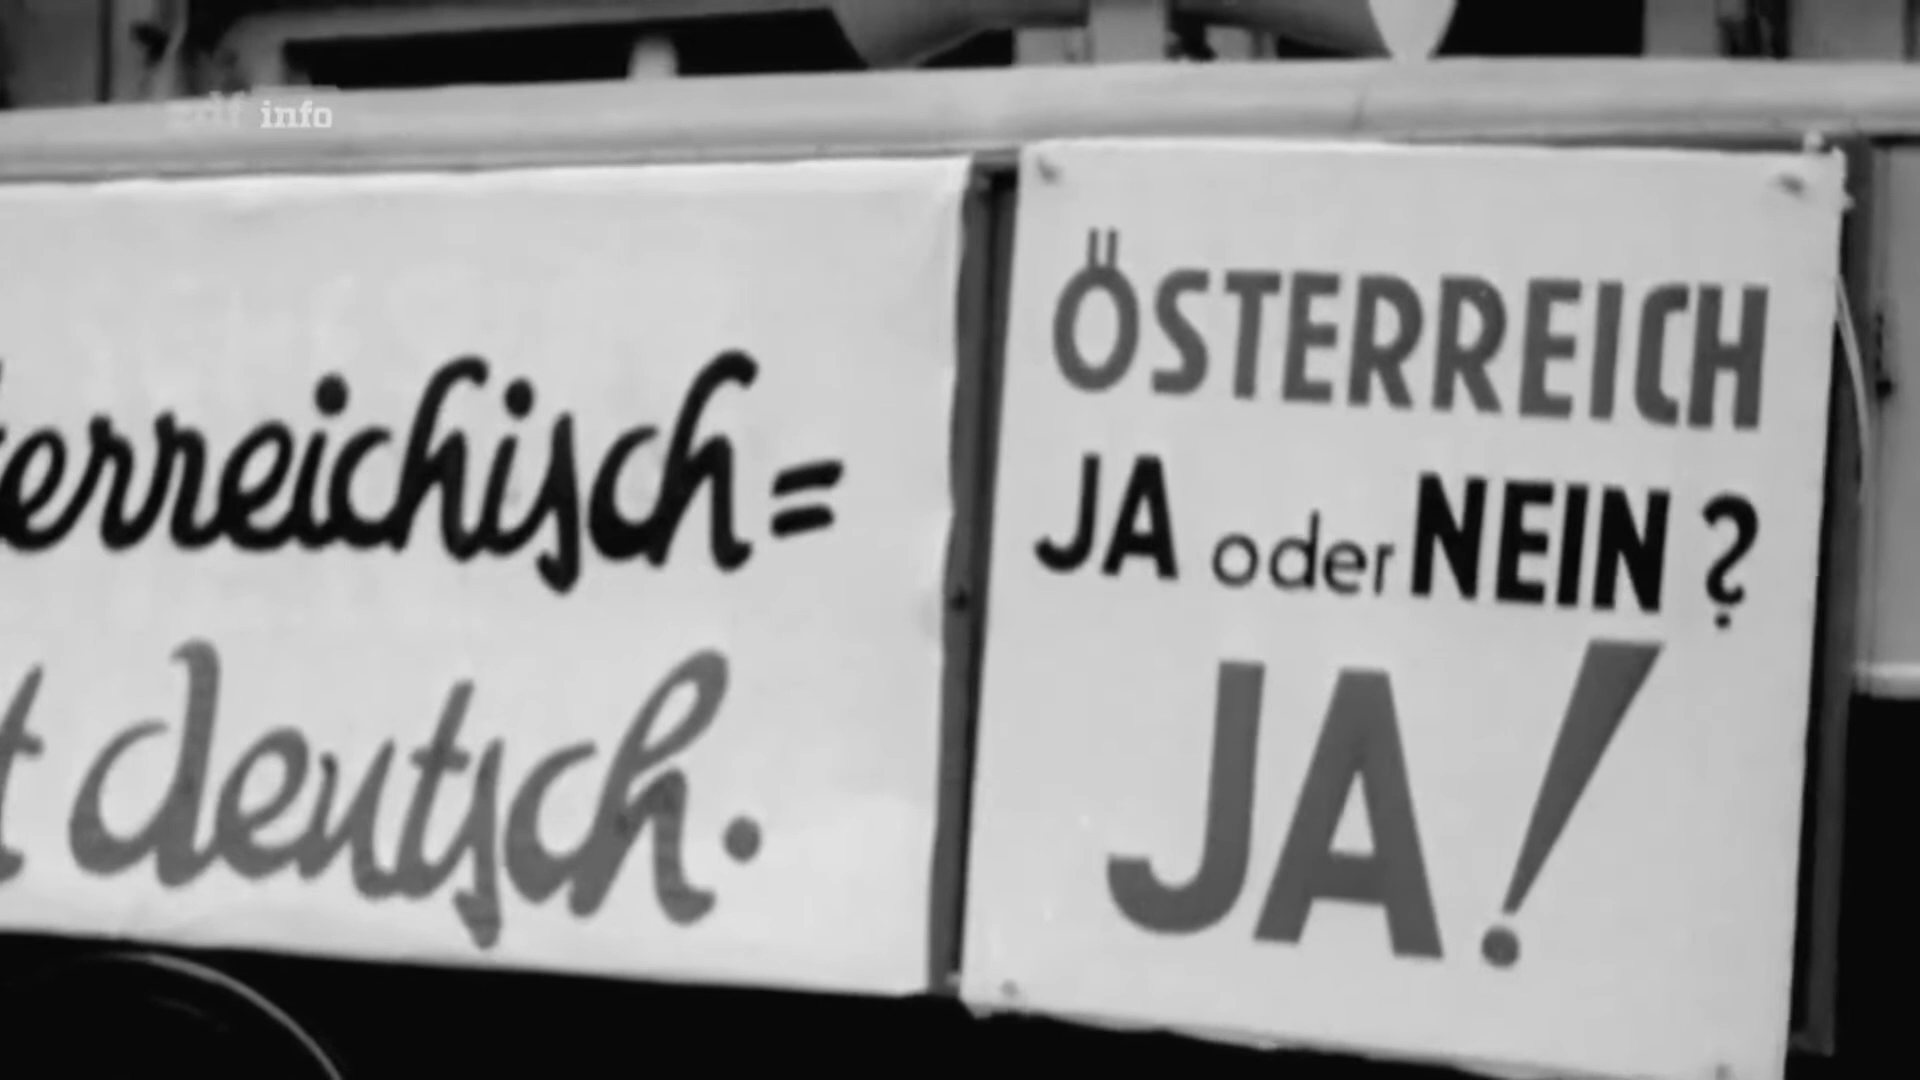 zdf info
terreichisch=
t deutsch.
ÖSTERREICH
JA oder NEIN?
JA!